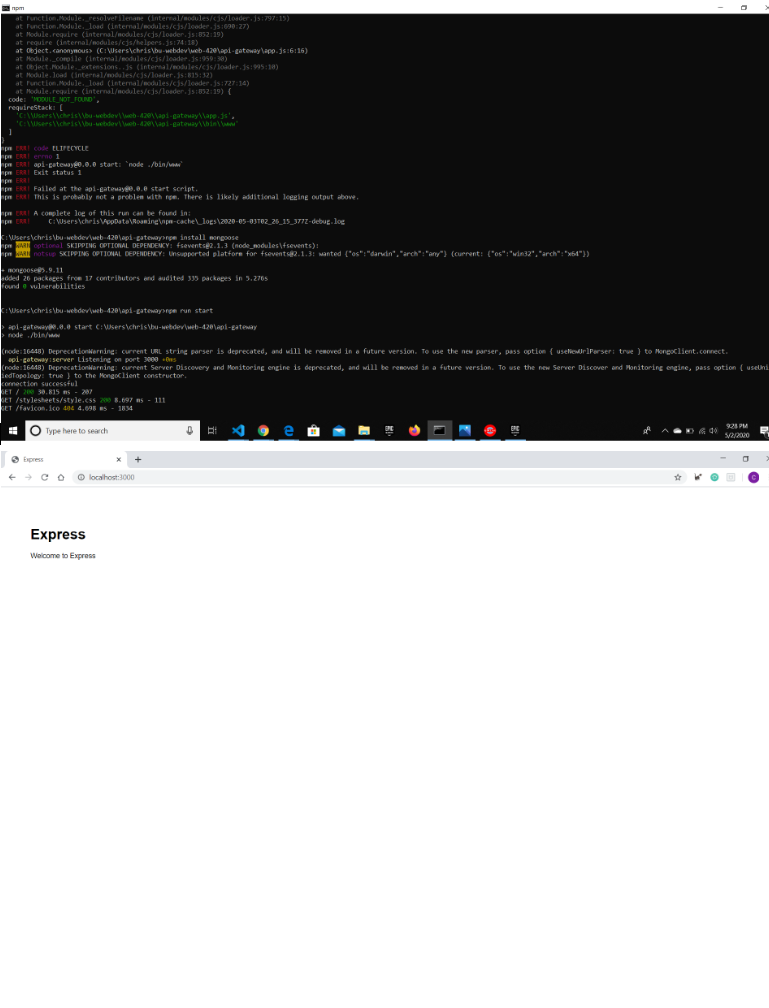 npm
at Function.Module._resolveFilename (internal/modules/cjs/loader.js:797:15)
at Function.Module._load (internal/modules/cjs/loader.js:690:27)
at Module.require (internal/modules/cjs/loader.js:852:19)
at require (internal/modules/cjs/helpers.js:74:18)
at Object.<anonymous> (C:\Users\chris\bu-webdev\web-420\api-gateway\app.js:6:16)
at Module._compile (internal/modules/cjs/loader.js:959:30)
at Object.Module._extensions..js (internal/modules/cjs/loader.js:995:10)
at Module.load (internal/modules/cjs/loader.js:815:32)
at Function.Module._load (internal/modules/cjs/loader.js:727:14)
at Module.require (internal/modules/cjs/loader.js:852:19) {
code: 'MODULE_NOT_FOUND',
requireStack: [
'C:\\Users\\chris\\bu-webdev\\web-420\\api-gateway\\app.js',
'C:\\Users\\chris\\bu-webdev\\web-420\\api-gateway\\bin\\www'
]
}
npm ERR! code ELIFECYCLE
npm ERR! errno 1
npm ERR! api-gateway@0.0.0 start: `node ./bin/www`
npm ERR! Exit status 1
npm ERR!
npm ERR! Failed at the api-gateway@0.0.0 start script.
npm ERR! This is probably not a problem with npm. There is likely additional logging output above.
npm ERR! A complete log of this run can be found in:
npm ERR! C:\Users\chris\AppData\Roaming\npm-cache\_logs\2020-05-03T02_26_15_377Z-debug.log
C:\Users\chris\bu-webdev\web-420\api-gateway>npm install mongoose
npm WARN optional SKIPPING OPTIONAL DEPENDENCY: fsevents@2.1.3 (node_modules\fsevents):
npm WARN notsup SKIPPING OPTIONAL DEPENDENCY: Unsupported platform for fsevents@2.1.3: wanted {"os":"darwin","arch":"any"} (current: {"os":"win32","arch":"x64"})
+ mongoose@5.9.11
added 26 packages from 17 contributors and audited 335 packages in 5.276s
found 0 vulnerabilities
C:\Users\chris\bu-webdev\web-420\api-gateway>npm run start
> api-gateway@0.0.0 start C:\Users\chris\bu-webdev\web-420\api-gateway
> node ./bin/www
(node:16448) DeprecationWarning: current URL string parser is deprecated, and will be removed in a future version. To use the new parser, pass option { useNewUrlParser: true } to MongoClient.connect.
api-gateway:server Listening on port 3000 +0ms
(node:16448) DeprecationWarning: current Server Discovery and Monitoring engine is deprecated, and will be removed in a future version. To use the new Server Discover and Monitoring engine, pass option { useUni
iedTopology: true } to the MongoClient constructor.
connection successful
GET / 200 30.815 ms - 207
GET /stylesheets/style.css 200 8.697 ms - 111
GET /favicon.ico 404 4.698 ms - 1834
Type here to search
9:28 PM
5/2/2020
Express
localhost:3000
C
Express
Welcome to Express